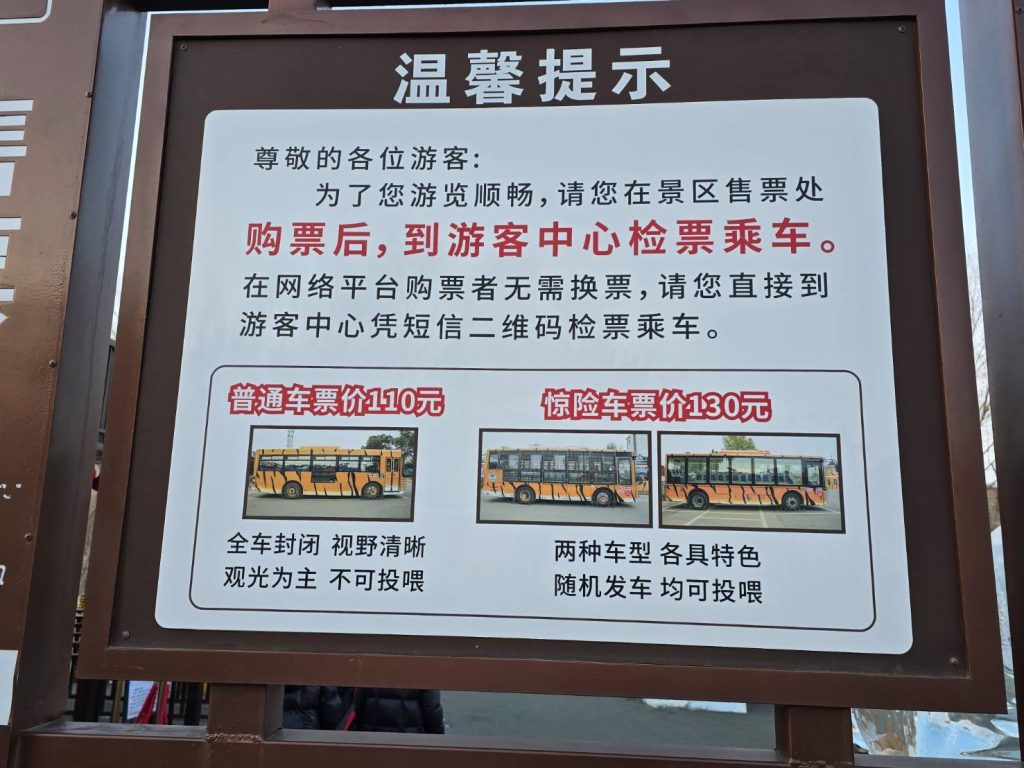 温馨提示
尊敬的各位游客:
为了您游览顺畅,请您在景区售票处
购票后,到游客中心检票乘车。
在网络平台购票者无需换票,请您直接到
游客中心凭短信二维码检票乘车。
普通车票价110元
惊险车票价130元
全车封闭 视野清晰
观光为主 不可投喂
两种车型 各具特色
随机发车 均可投喂